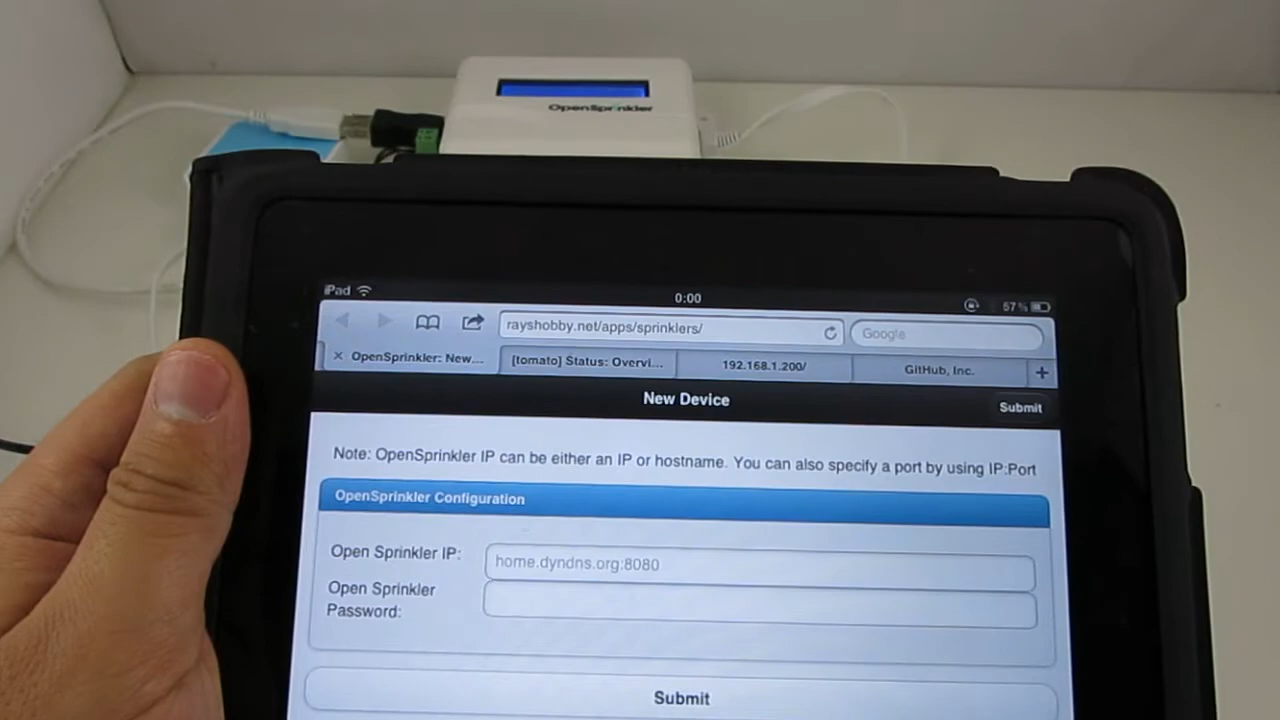 OpenSprinkler
iPad 0:00 57%
rayshobby.net/apps/sprinklers/ Google
× OpenSprinkler: New... [tomato] Status: Overvi... 192.168.1.200/ GitHub, Inc. +
New Device Submit
Note: OpenSprinkler IP can be either an IP or hostname. You can also specify a port by using IP:Port
OpenSprinkler Configuration
Open Sprinkler IP: home.dyndns.org:8080
Open Sprinkler
Password:
Submit